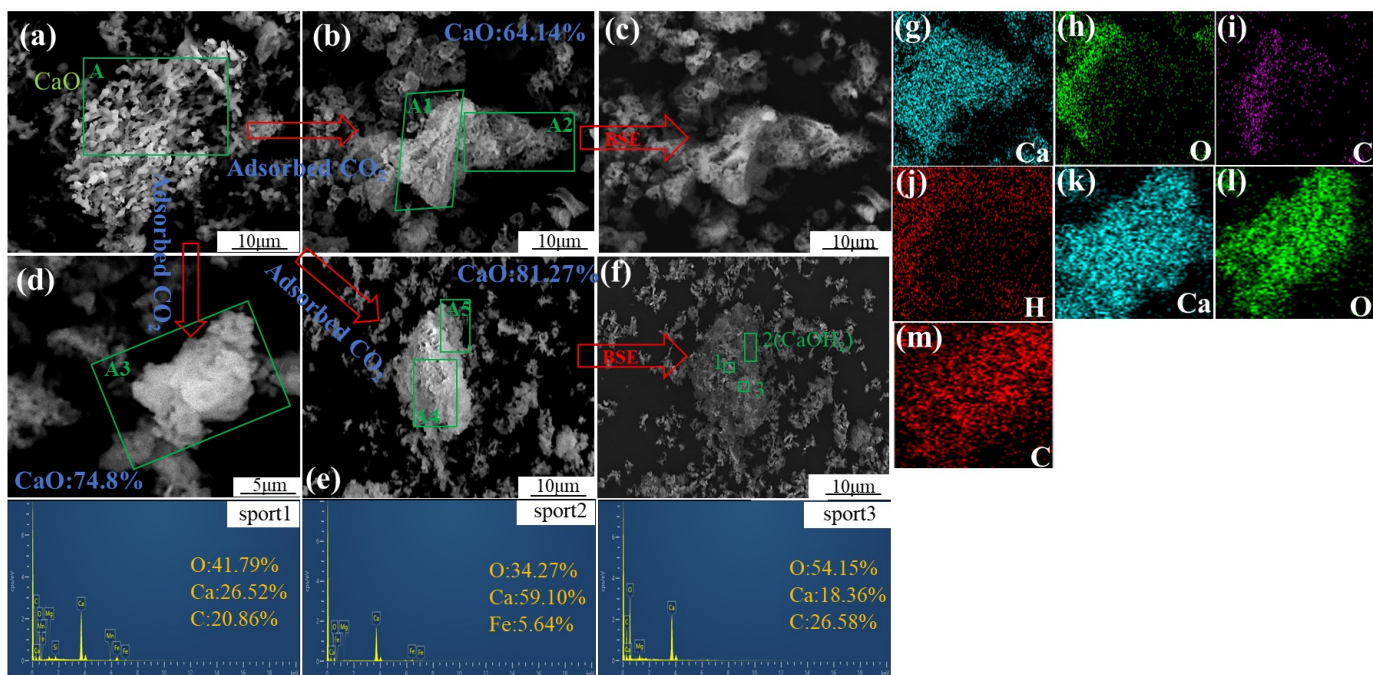 (a)
A
CaO
Adsorbed CO2
10μm
(b)
CaO:64.14%
A1
A2
Adsorbed CO2
10μm
(c)
BSE
10μm
(d)
A3
Adsorbed CO2
CaO:74.8%
5μm
(e)
CaO:81.27%
Adsorbed CO2
A5
A4
10μm
(f)
BSE
1
2(CaOH2)
3
10μm
(g)
Ca
(h)
O
(i)
C
(j)
H
(k)
Ca
(l)
O
(m)
C
sport1
O:41.79%
Ca:26.52%
C:20.86%
sport2
O:34.27%
Ca:59.10%
Fe:5.64%
sport3
O:54.15%
Ca:18.36%
C:26.58%